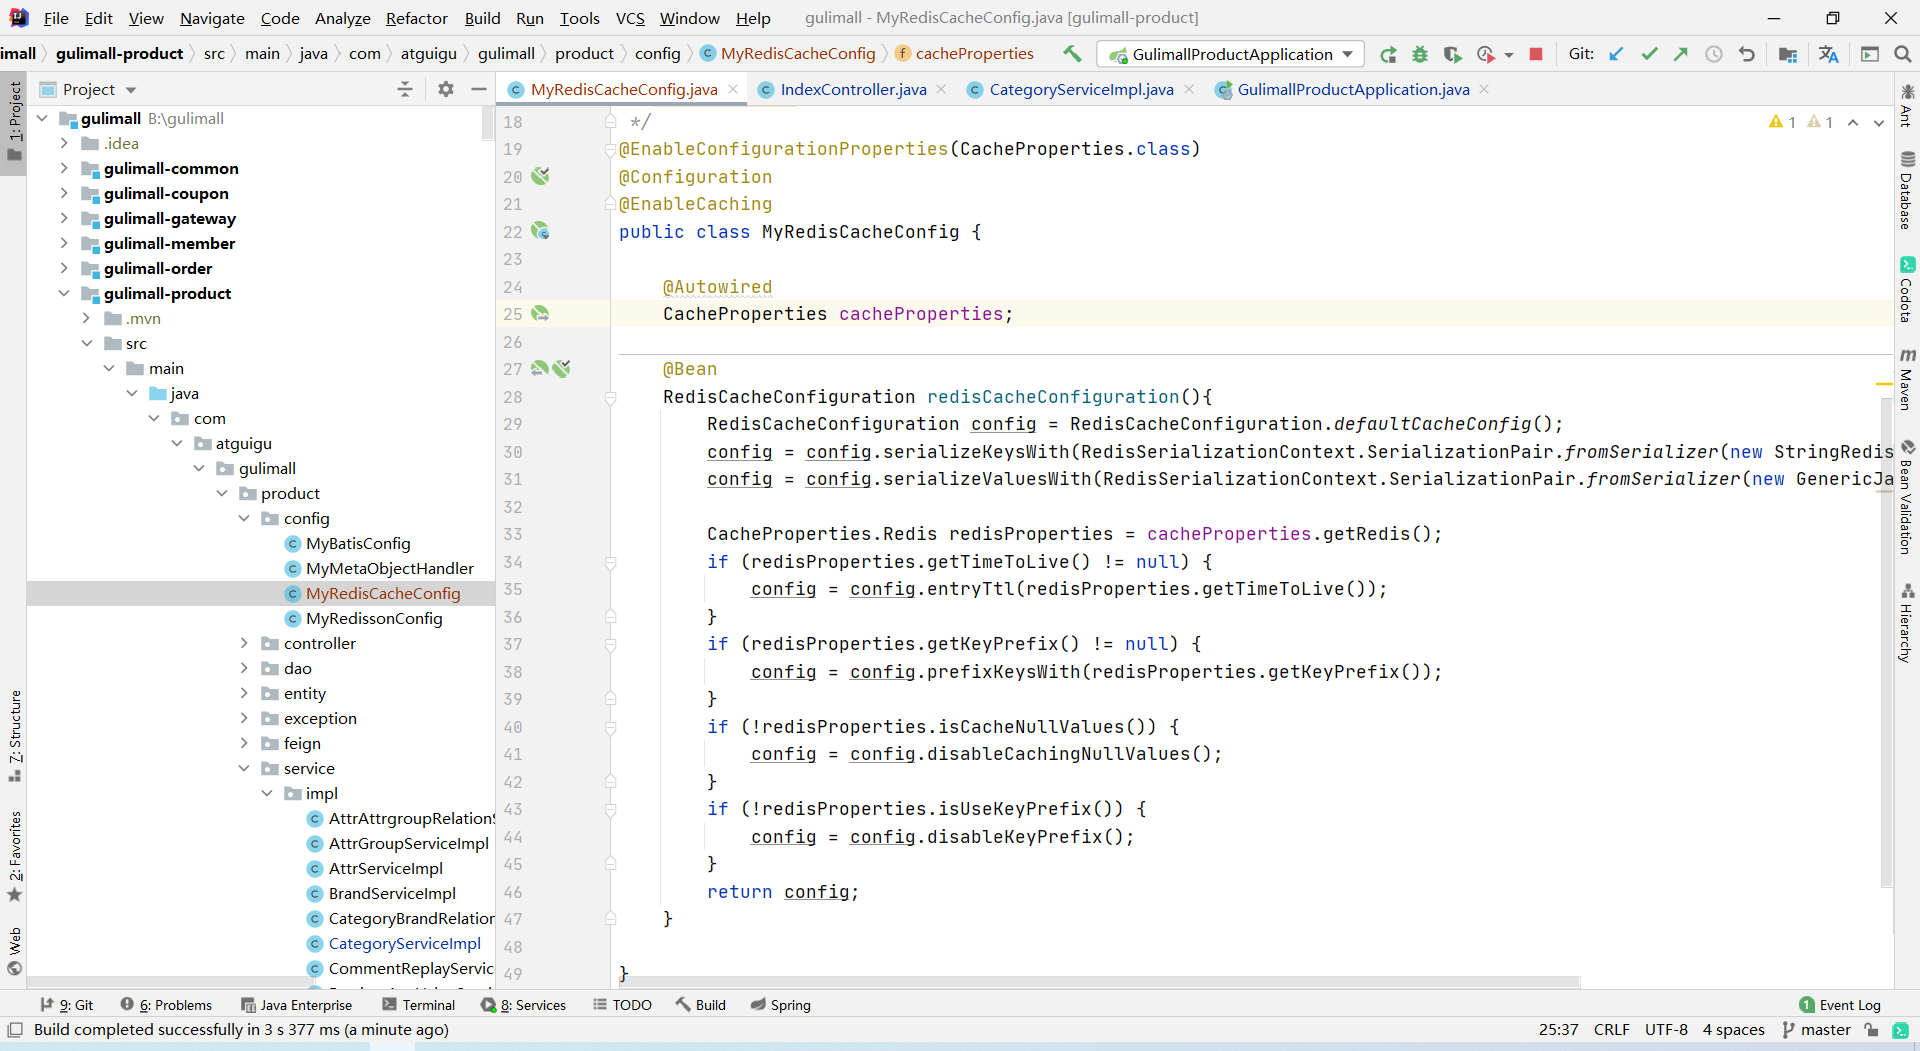 File Edit View Navigate Code Analyze Refactor Build Run Tools VCS Window Help gulimall - MyRedisCacheConfig.java [gulimall-product]
imall gulimall-product src main java com atguigu gulimall product config MyRedisCacheConfig cacheProperties GulimallProductApplication Git:
Project MyRedisCacheConfig.java IndexController.java CategoryServiceImpl.java GulimallProductApplication.java
1: Project
7: Structure
2: Favorites
Web
gulimall B:\gulimall
.idea
gulimall-common
gulimall-coupon
gulimall-gateway
gulimall-member
gulimall-order
gulimall-product
.mvn
src
main
java
com
atguigu
gulimall
product
config
MyBatisConfig
MyMetaObjectHandler
MyRedisCacheConfig
MyRedissonConfig
controller
dao
entity
exception
feign
service
impl
AttrAttrgroupRelationS
AttrGroupServiceImpl
AttrServiceImpl
BrandServiceImpl
CategoryBrandRelation
CategoryServiceImpl
CommentReplayServic
1 1
18 */
19 @EnableConfigurationProperties(CacheProperties.class)
20 @Configuration
21 @EnableCaching
22 public class MyRedisCacheConfig {
23
24 @Autowired
25 CacheProperties cacheProperties;
26
27 @Bean
28 RedisCacheConfiguration redisCacheConfiguration(){
29 RedisCacheConfiguration config = RedisCacheConfiguration.defaultCacheConfig();
30 config = config.serializeKeysWith(RedisSerializationContext.SerializationPair.fromSerializer(new StringRedis
31 config = config.serializeValuesWith(RedisSerializationContext.SerializationPair.fromSerializer(new GenericJa
32
33 CacheProperties.Redis redisProperties = cacheProperties.getRedis();
34 if (redisProperties.getTimeToLive() != null) {
35 config = config.entryTtl(redisProperties.getTimeToLive());
36 }
37 if (redisProperties.getKeyPrefix() != null) {
38 config = config.prefixKeysWith(redisProperties.getKeyPrefix());
39 }
40 if (!redisProperties.isCacheNullValues()) {
41 config = config.disableCachingNullValues();
42 }
43 if (!redisProperties.isUseKeyPrefix()) {
44 config = config.disableKeyPrefix();
45 }
46 return config;
47 }
48
49 }
Ant
Database
Codota
Maven
Bean Validation
Hierarchy
9: Git 6: Problems Java Enterprise Terminal 8: Services TODO Build Spring 1 Event Log
Build completed successfully in 3 s 377 ms (a minute ago) 25:37 CRLF UTF-8 4 spaces master